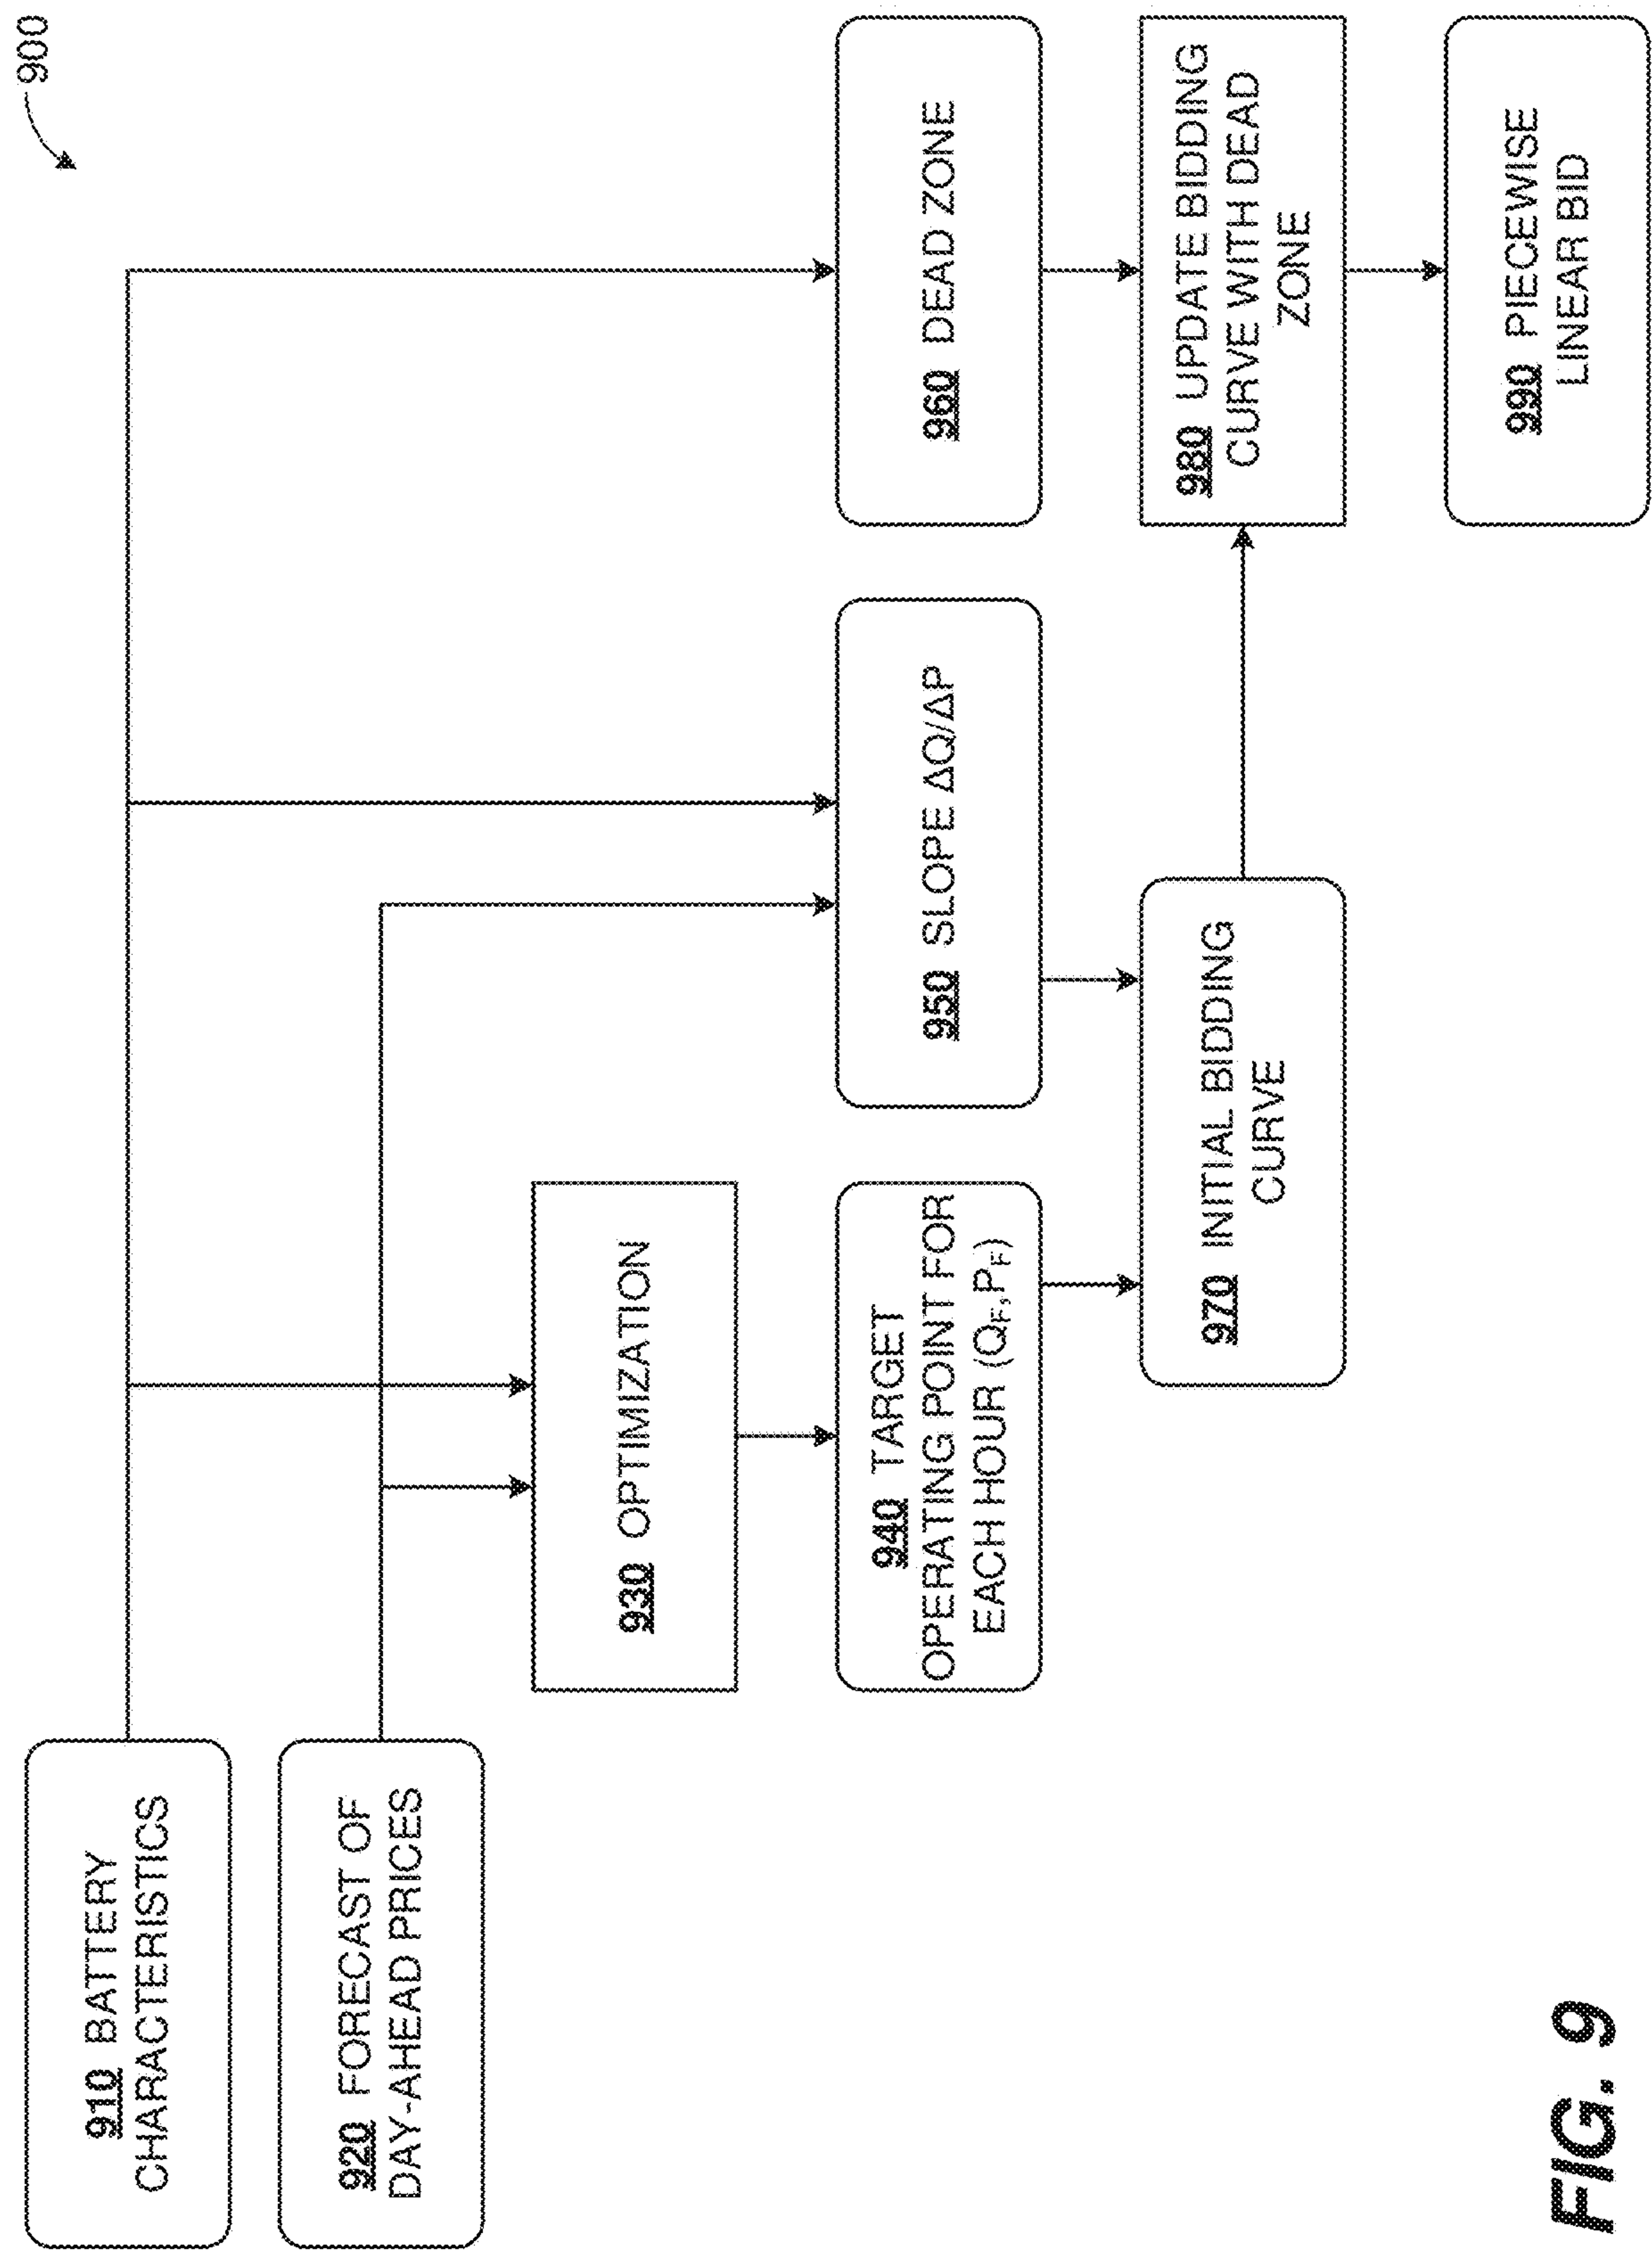 900
910 BATTERY
CHARACTERISTICS
920 FORECAST OF
DAY-AHEAD PRICES
930 OPTIMIZATION
940 TARGET
OPERATING POINT FOR
EACH HOUR (QF,PF)
950 SLOPE ΔQ/ΔP
960 DEAD ZONE
970 INITIAL BIDDING
CURVE
980 UPDATE BIDDING
CURVE WITH DEAD
ZONE
990 PIECEWISE
LINEAR BID
FIG. 9